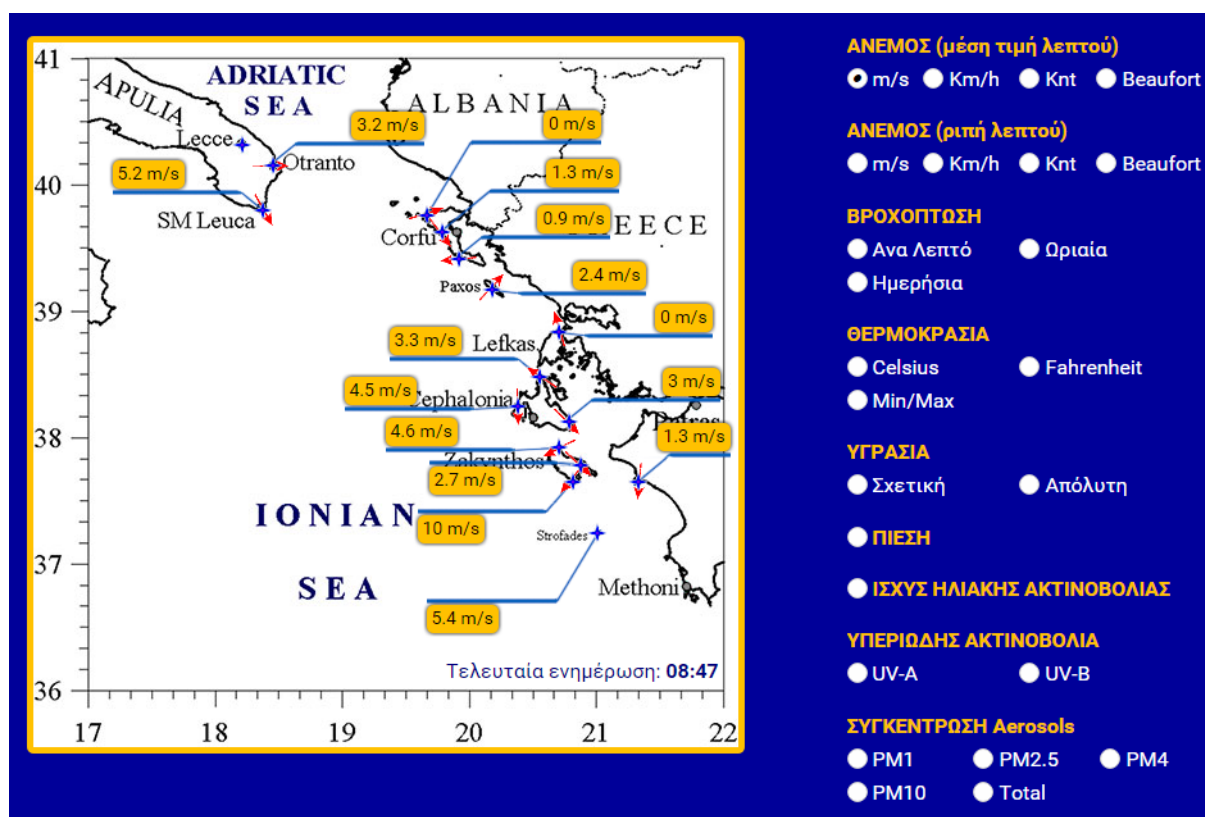 41
ADRIATIC
SEA
APULIA
ALBANIA
3.2 m/s
0 m/s
Lecce
Otranto
5.2 m/s
1.3 m/s
40
SM Leuca
0.9 m/s
Corfu
EECE
Paxos
2.4 m/s
39
0 m/s
3.3 m/s
Lefkas
3 m/s
4.5 m/s
Cephalonia
38
4.6 m/s
1.3 m/s
Zakynthos
2.7 m/s
IONIAN
10 m/s
Strofades
37
SEA
Methoni
5.4 m/s
Τελευταία ενημέρωση: 08:47
36
17 18 19 20 21 22
ΑΝΕΜΟΣ (μέση τιμή λεπτού)
m/s Km/h Knt Beaufort
ΑΝΕΜΟΣ (ριπή λεπτού)
m/s Km/h Knt Beaufort
ΒΡΟΧΟΠΤΩΣΗ
Ανα Λεπτό Ωριαία
Ημερήσια
ΘΕΡΜΟΚΡΑΣΙΑ
Celsius Fahrenheit
Min/Max
ΥΓΡΑΣΙΑ
Σχετική Απόλυτη
ΠΙΕΣΗ
ΙΣΧΥΣ ΗΛΙΑΚΗΣ ΑΚΤΙΝΟΒΟΛΙΑΣ
ΥΠΕΡΙΩΔΗΣ ΑΚΤΙΝΟΒΟΛΙΑ
UV-A UV-B
ΣΥΓΚΕΝΤΡΩΣΗ Aerosols
PM1 PM2.5 PM4
PM10 Total